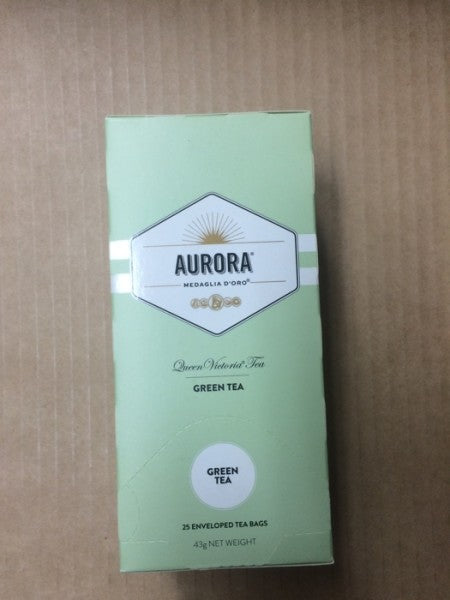 AURORA®
MEDAGLIA D'ORO®
Queen Victoria® Tea
GREEN TEA
GREEN
TEA
25 ENVELOPED TEA BAGS
43g NET WEIGHT